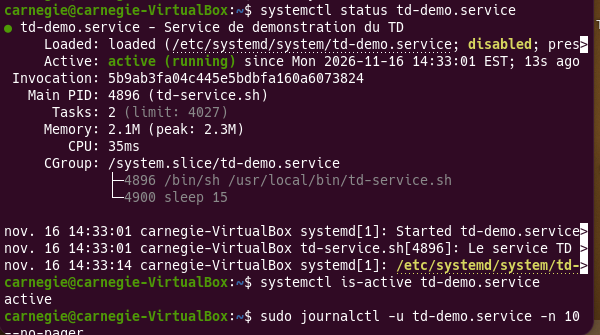 carnegie@carnegie-VirtualBox:~$ systemctl status td-demo.service
● td-demo.service - Service de demonstration du TD
Loaded: loaded (/etc/systemd/system/td-demo.service; disabled; pres>
Active: active (running) since Mon 2026-11-16 14:33:01 EST; 13s ago
Invocation: 5b9ab3fa04c445e5bdbfa160a6073824
Main PID: 4896 (td-service.sh)
Tasks: 2 (limit: 4027)
Memory: 2.1M (peak: 2.3M)
CPU: 35ms
CGroup: /system.slice/td-demo.service
├─4896 /bin/sh /usr/local/bin/td-service.sh
└─4900 sleep 15
nov. 16 14:33:01 carnegie-VirtualBox systemd[1]: Started td-demo.service>
nov. 16 14:33:01 carnegie-VirtualBox td-service.sh[4896]: Le service TD >
nov. 16 14:33:14 carnegie-VirtualBox systemd[1]: /etc/systemd/system/td->
carnegie@carnegie-VirtualBox:~$ systemctl is-active td-demo.service
active
carnegie@carnegie-VirtualBox:~$ sudo journalctl -u td-demo.service -n 10
--no-pager